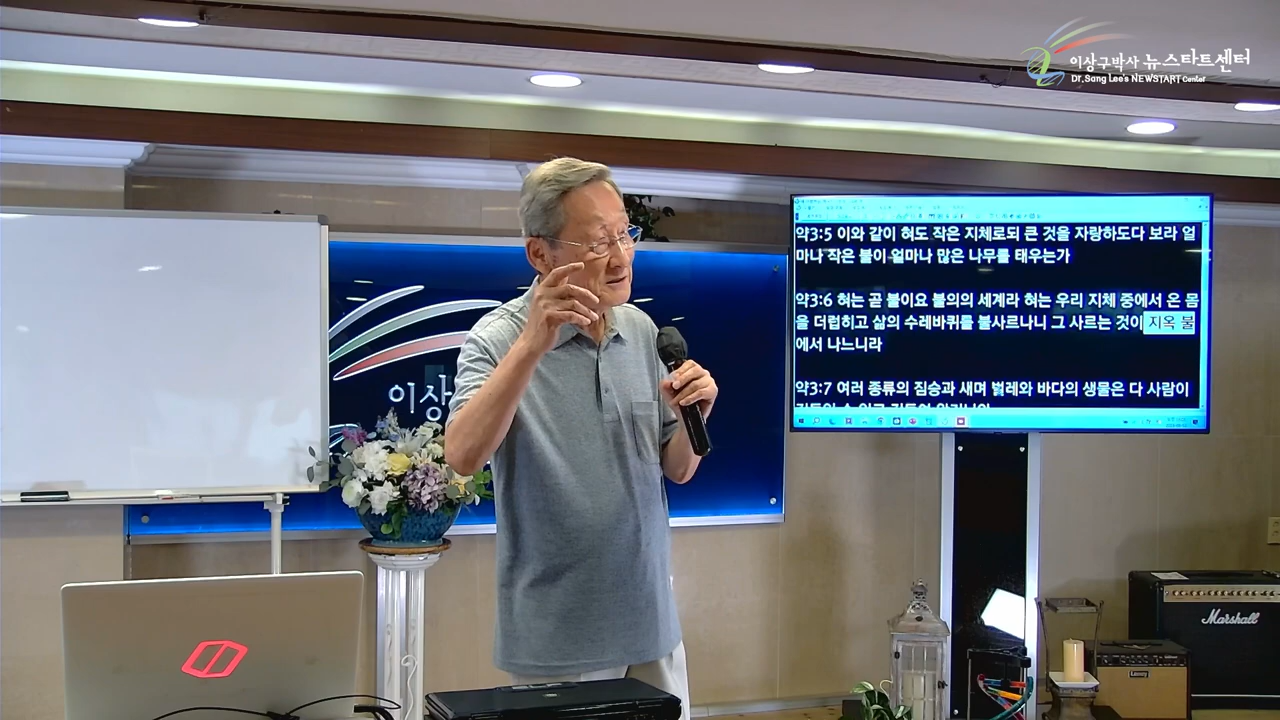 이상구박사 뉴스타트센터
Dr. Sang Lee's NEWSTART Center
약3:5 이와 같이 혀도 작은 지체로되 큰 것을 자랑하도다 보라 얼
마나 작은 불이 얼마나 많은 나무를 태우는가
약3:6 혀는 곧 불이요 불의의 세계라 혀는 우리 지체 중에서 온 몸
을 더럽히고 삶의 수레바퀴를 불사르나니 그 사르는 것이 지옥 불
에서 나느니라
약3:7 여러 종류의 짐승과 새며 벌레와 바다의 생물은 다 사람이
이상
Marshall
Laney